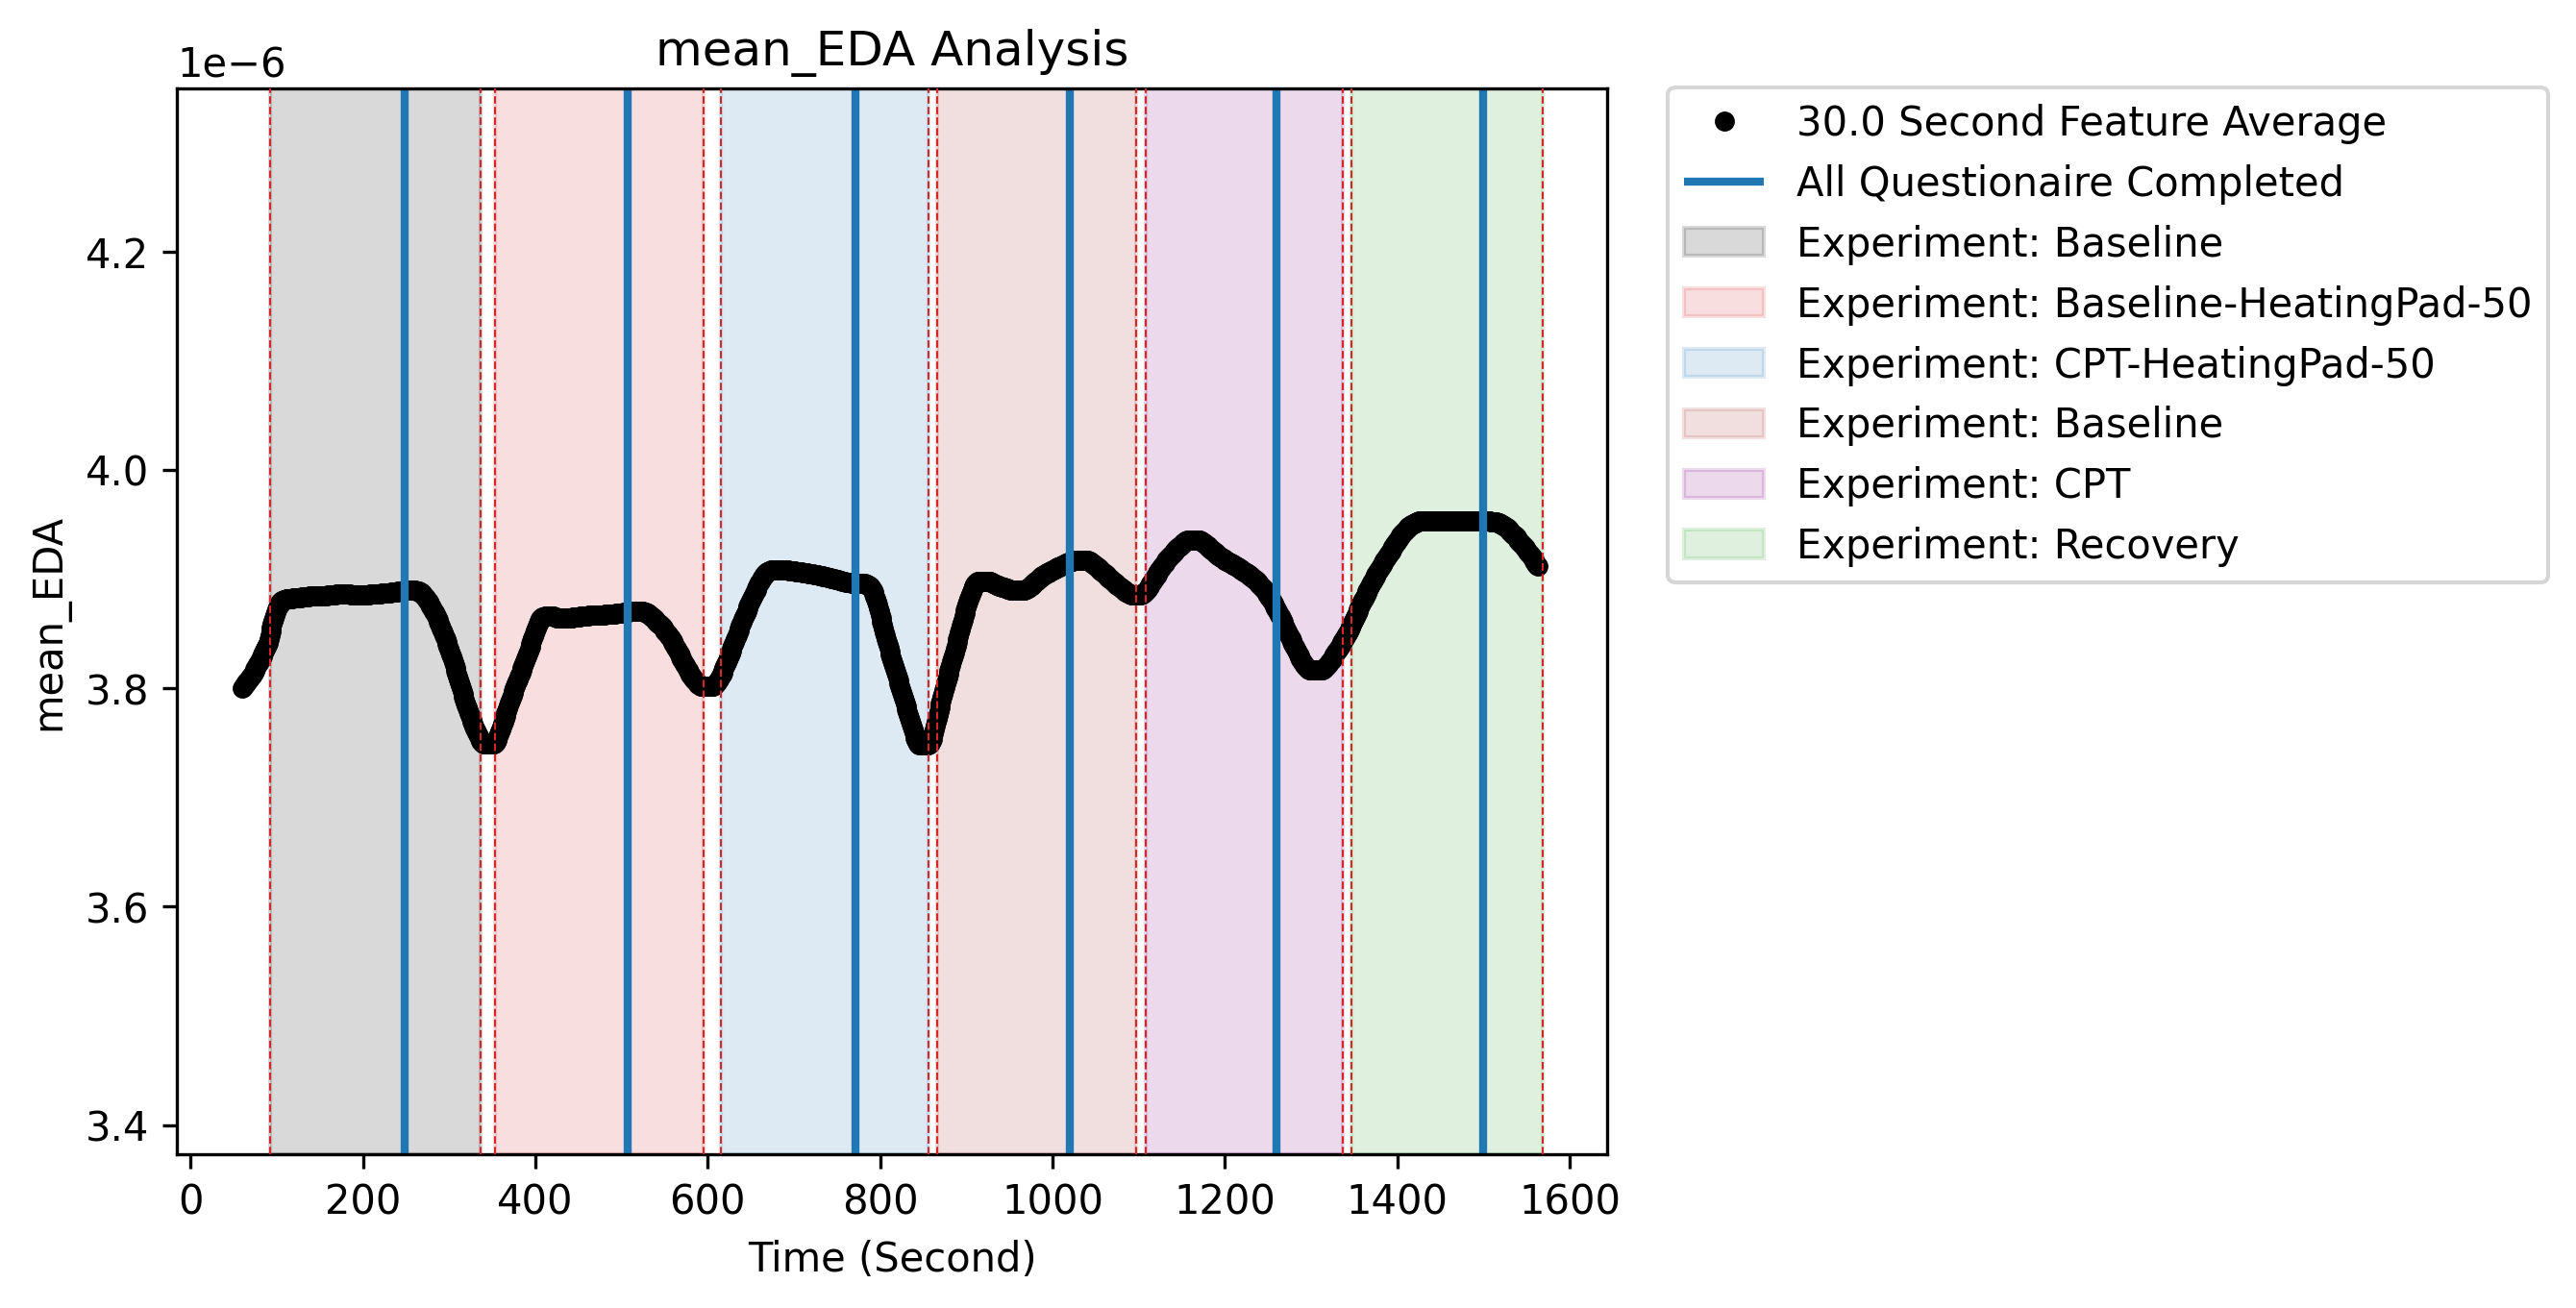 mean_EDA Analysis
1e−6
4.2
4.0
3.8
3.6
3.4
mean_EDA
0 200 400 600 800 1000 1200 1400 1600
Time (Second)
30.0 Second Feature Average
All Questionaire Completed
Experiment: Baseline
Experiment: Baseline-HeatingPad-50
Experiment: CPT-HeatingPad-50
Experiment: Baseline
Experiment: CPT
Experiment: Recovery